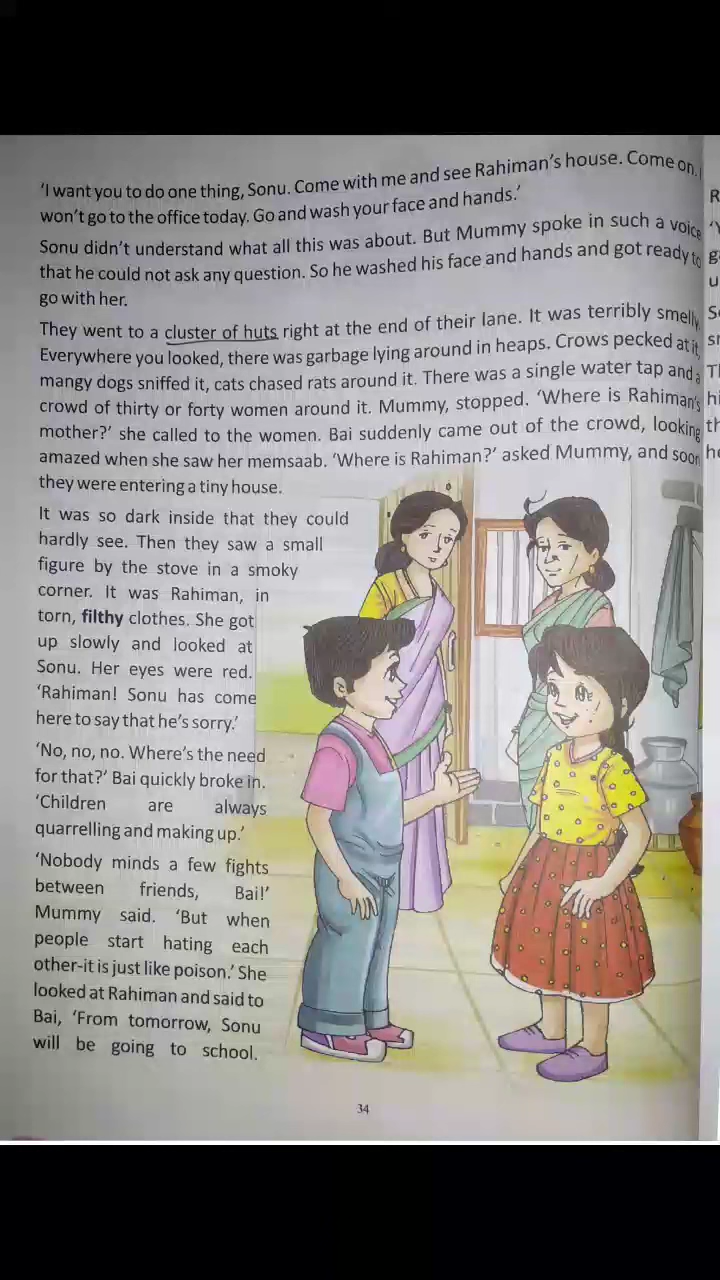 'I want you to do one thing, Sonu. Come with me and see Rahiman's house. Come on, I
won't go to the office today. Go and wash your face and hands.'
Sonu didn't understand what all this was about. But Mummy spoke in such a voice
that he could not ask any question. So he washed his face and hands and got ready to
go with her.
They went to a cluster of huts right at the end of their lane. It was terribly smelly.
Everywhere you looked, there was garbage lying around in heaps. Crows pecked at it,
mangy dogs sniffed it, cats chased rats around it. There was a single water tap and a
crowd of thirty or forty women around it. Mummy, stopped. 'Where is Rahiman's
mother?' she called to the women. Bai suddenly came out of the crowd, looking
amazed when she saw her memsaab. 'Where is Rahiman?' asked Mummy, and soon
they were entering a tiny house.
It was so dark inside that they could
hardly see. Then they saw a small
figure by the stove in a smoky
corner. It was Rahiman, in
torn, filthy clothes. She got
up slowly and looked at
Sonu. Her eyes were red.
'Rahiman! Sonu has come
here to say that he's sorry.'
'No, no, no. Where's the need
for that?' Bai quickly broke in.
'Children are always
quarrelling and making up.'
'Nobody minds a few fights
between friends, Bai!'
Mummy said. 'But when
people start hating each
other-it is just like poison.' She
looked at Rahiman and said to
Bai, 'From tomorrow, Sonu
will be going to school.
34